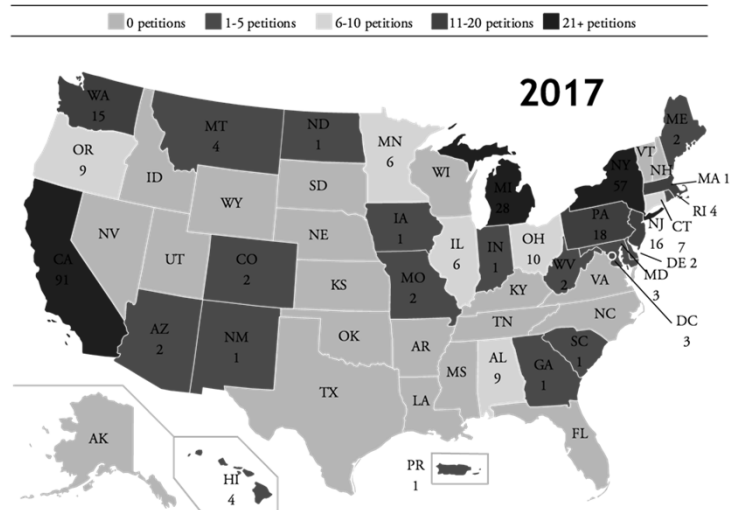 0 petitions 1-5 petitions 6-10 petitions 11-20 petitions 21+ petitions
2017
WA
15
OR
9
CA
91
NV
ID
MT
4
WY
UT
AZ
2
CO
2
NM
1
ND
1
SD
NE
KS
OK
TX
MN
6
IA
1
MO
2
AR
LA
WI
IL
6
MI
28
IN
1
OH
10
KY
TN
MS
AL
9
GA
1
SC
1
NC
FL
VA
WV
2
PA
18
NY
57
VT
NH
ME
2
MA 1
RI 4
CT
7
NJ
16
DE 2
MD
3
DC
3
AK
HI
4
PR
1